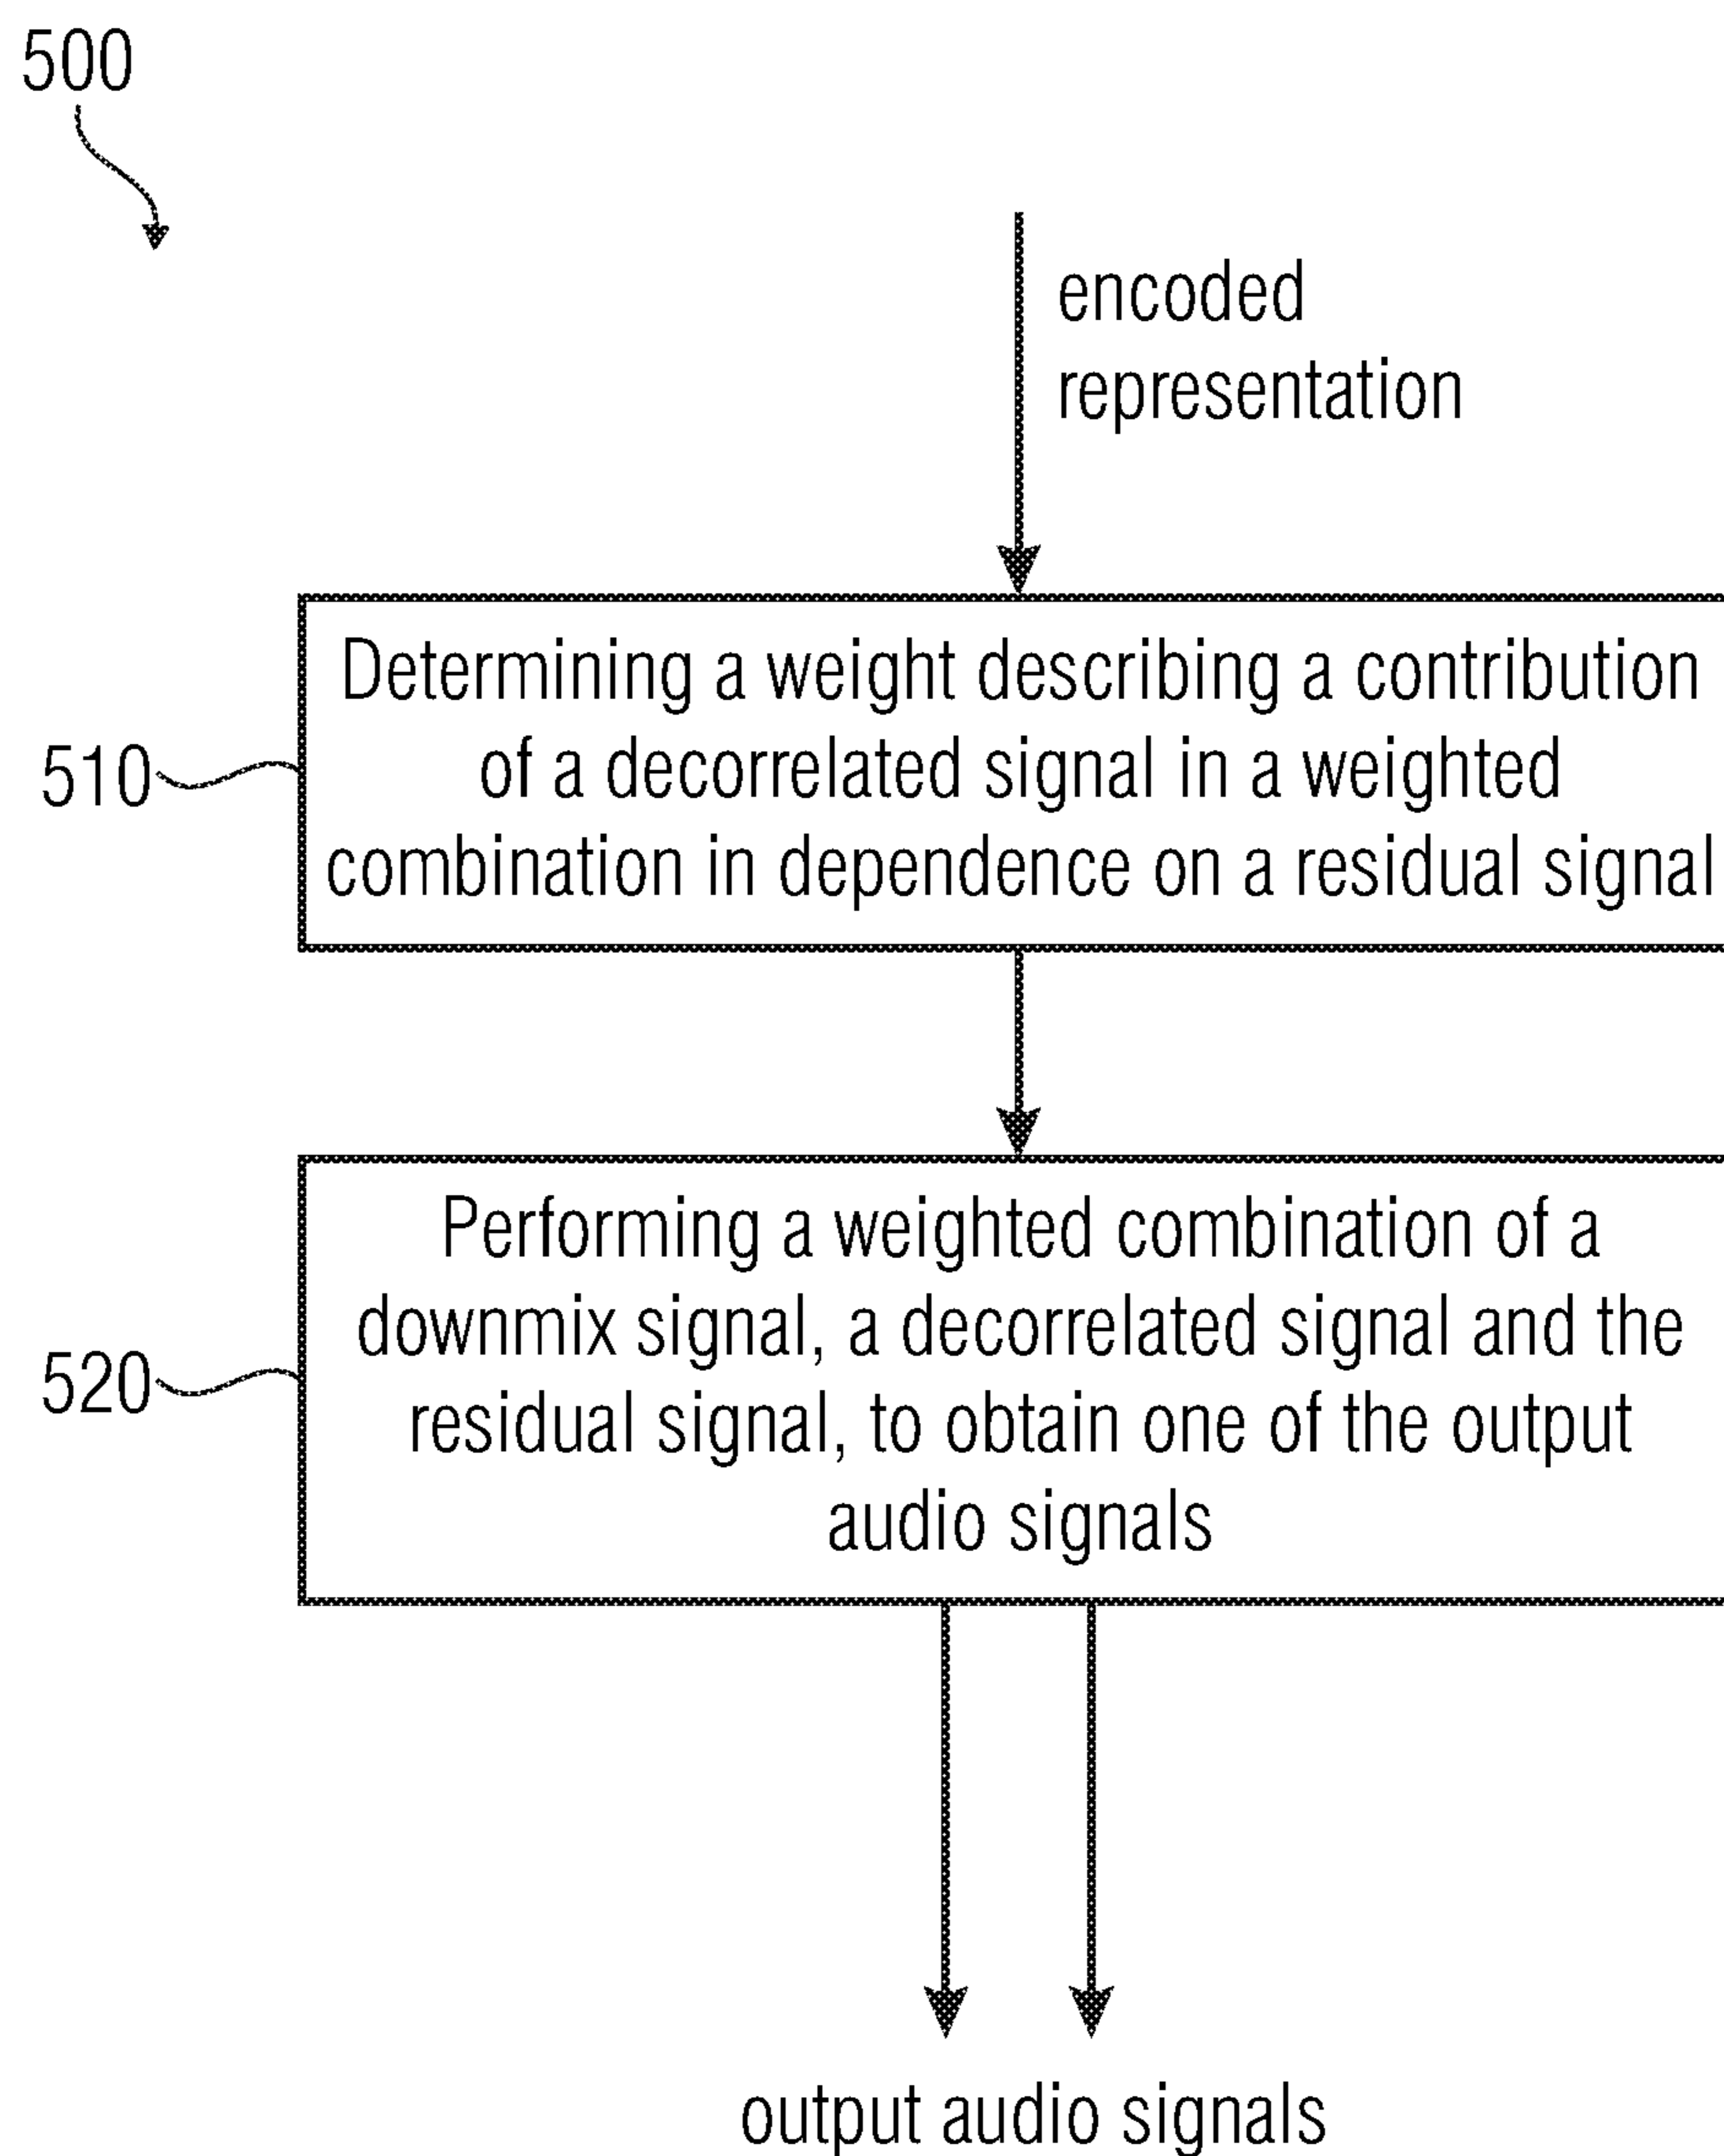 500
encoded
representation
Determining a weight describing a contribution
of a decorrelated signal in a weighted
combination in dependence on a residual signal
510
Performing a weighted combination of a
downmix signal, a decorrelated signal and the
residual signal, to obtain one of the output
audio signals
520
output audio signals